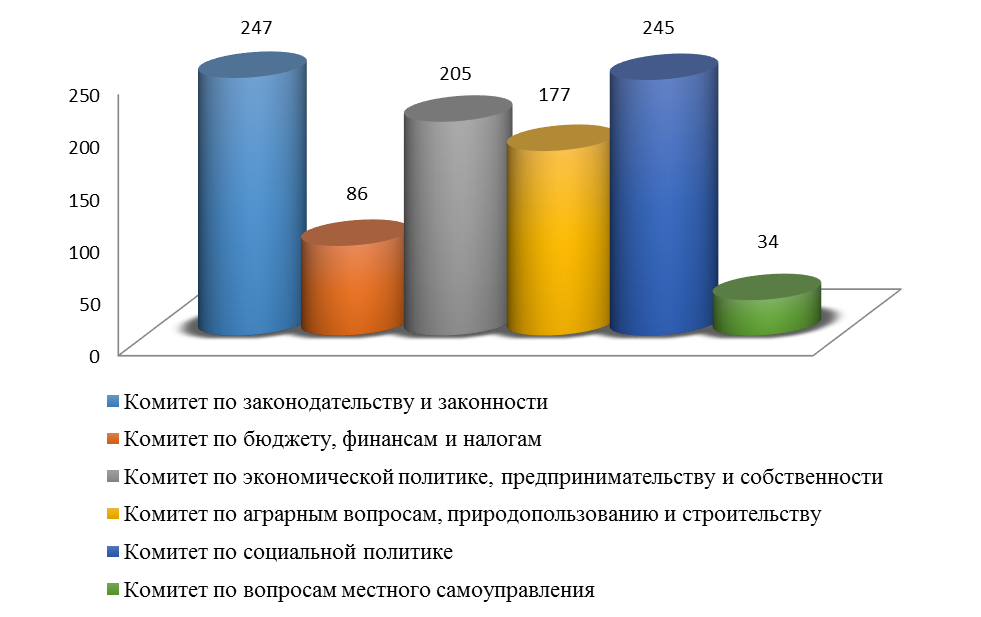 247
245
205
177
86
34
250
200
150
100
50
0
Комитет по законодательству и законности
Комитет по бюджету, финансам и налогам
Комитет по экономической политике, предпринимательству и собственности
Комитет по аграрным вопросам, природопользованию и строительству
Комитет по социальной политике
Комитет по вопросам местного самоуправления